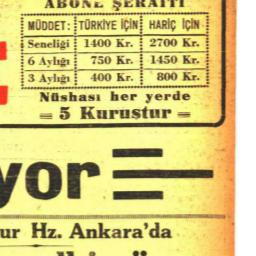 ABONE ŞERAİTİ
MÜDDET: TÜRKİYE İÇİN HARİÇ İÇİN
Seneliği 1400 Kr. 2700 Kr.
6 Aylığı 750 Kr. 1450 Kr.
3 Aylığı 400 Kr. 800 Kr.
Nüshası her yerde
= 5 Kuruştur =
yor
ur Hz. Ankara'da